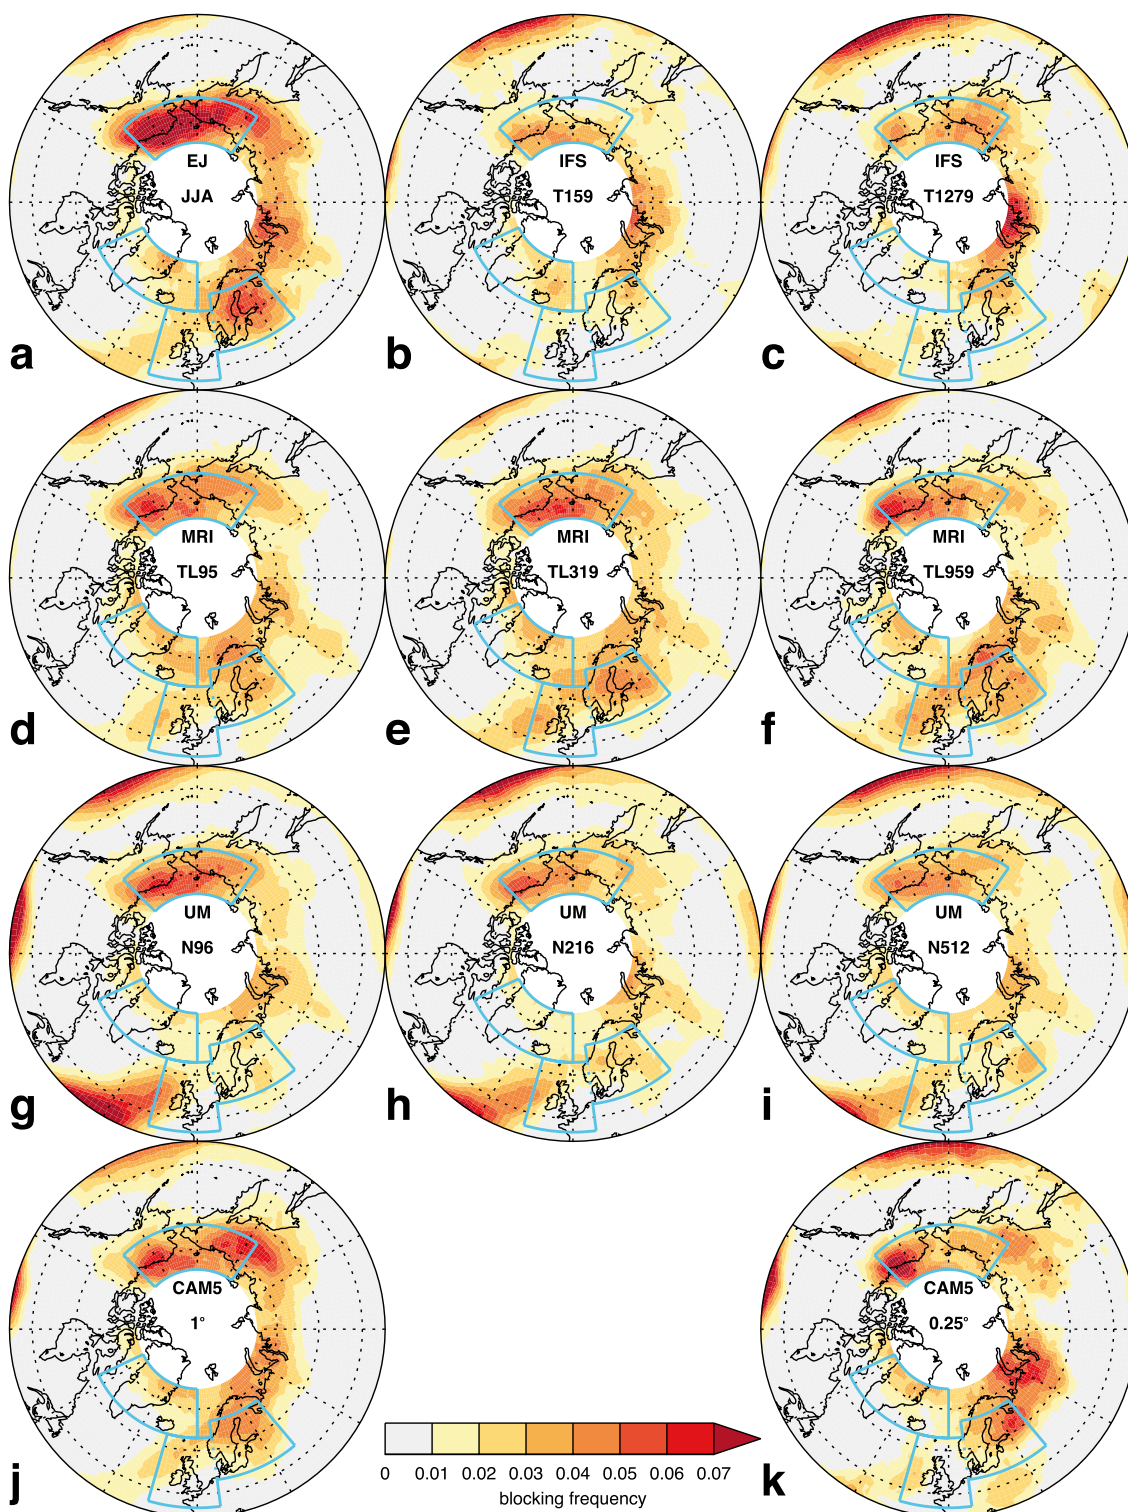 EJ
JJA
a
IFS
T159
b
IFS
T1279
c
MRI
TL95
d
MRI
TL319
e
MRI
TL959
f
UM
N96
g
UM
N216
h
UM
N512
i
CAM5
1°
j
CAM5
0.25°
k
0 0.01 0.02 0.03 0.04 0.05 0.06 0.07
blocking frequency